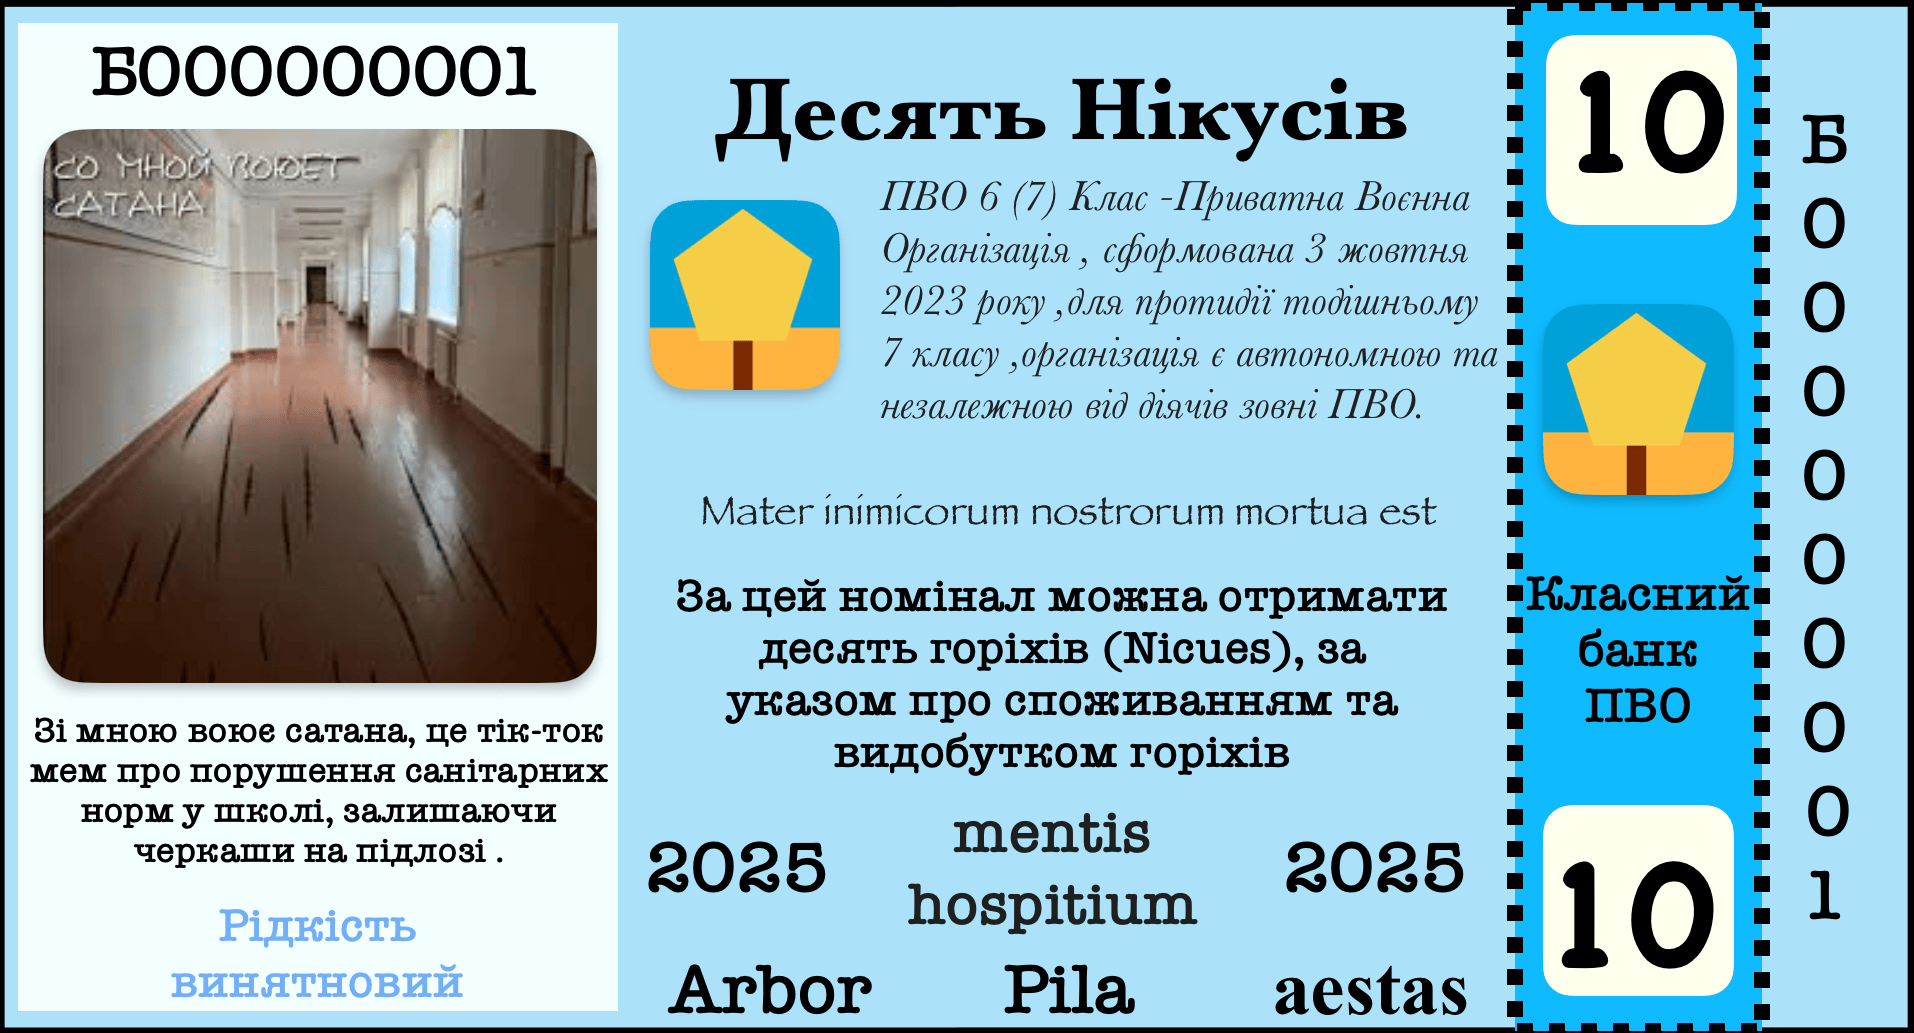 Б000000001
СО МНОЙ ВОЮЕТ
САТАНА
Зі мною воює сатана, це тік-ток
мем про порушення санітарних
норм у школі, залишаючи
черкаши на підлозі .
Рідкість
винятновий
Десять Нікусів
ПВО 6 (7) Клас -Приватна Воєнна
Організація , сформована 3 жовтня
2023 року ,для протидії тодішньому
7 класу ,організація є автономною та
незалежною від діячів зовні ПВО.
Mater inimicorum nostrorum mortua est
За цей номінал можна отримати
десять горіхів (Nicues), за
указом про споживанням та
видобутком горіхів
2025
mentis
hospitium
2025
Arbor
Pila
aestas
10
Класний
банк
ПВО
10
Б000000001